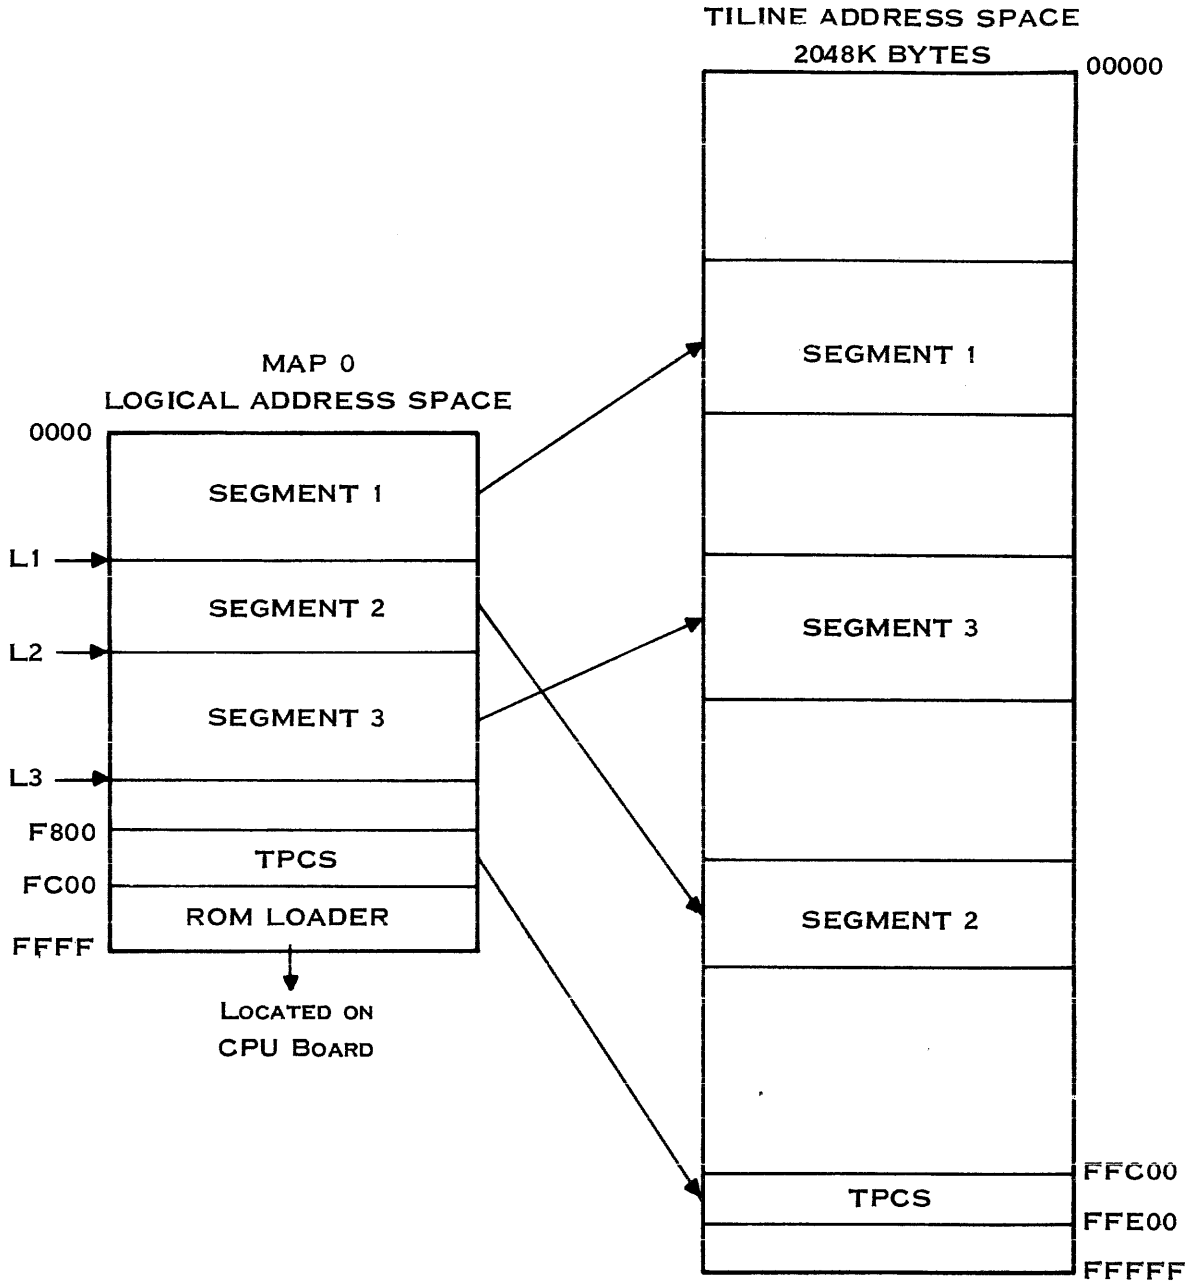 TILINE ADDRESS SPACE
2048K BYTES
00000
SEGMENT 1
MAP 0
LOGICAL ADDRESS SPACE
0000
SEGMENT 1
L1
SEGMENT 2
L2
SEGMENT 3
L3
F800
TPCS
FC00
ROM LOADER
FFFF
LOCATED ON
CPU BOARD
SEGMENT 3
SEGMENT 2
FFC00
TPCS
FFE00
FFFFF